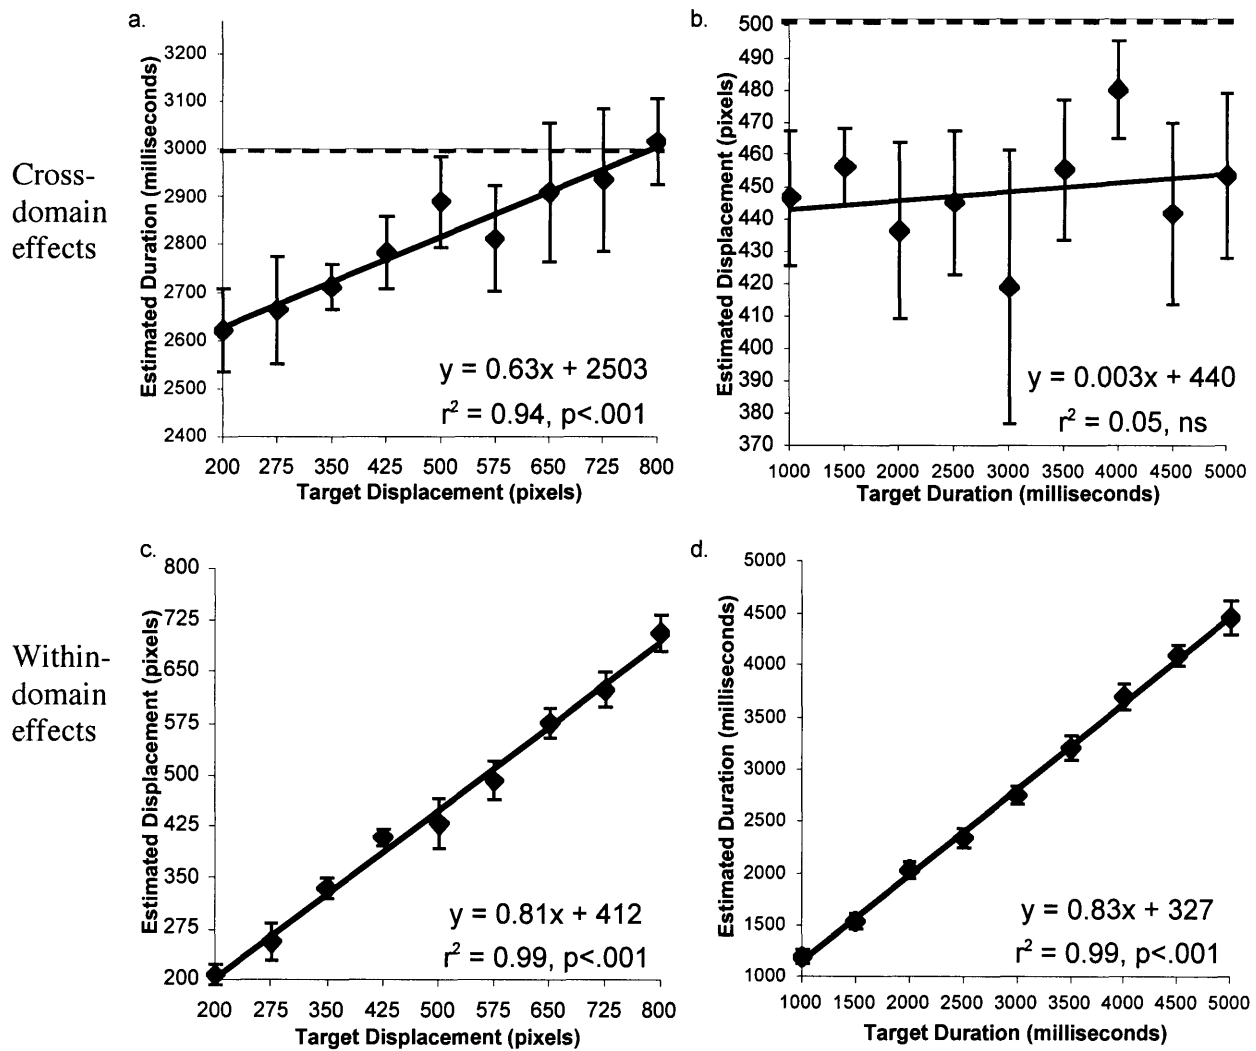 a.
Estimated Duration (milliseconds)
3200
3100
3000
2900
2800
2700
2600
2500
2400
y = 0.63x + 2503
r² = 0.94, p<.001
200 275 350 425 500 575 650 725 800
Target Displacement (pixels)
b.
Estimated Displacement (pixels)
500
490
480
470
460
450
440
430
420
410
400
390
380
370
y = 0.003x + 440
r² = 0.05, ns
1000 1500 2000 2500 3000 3500 4000 4500 5000
Target Duration (milliseconds)
Cross-
domain
effects
c.
Estimated Displacement (pixels)
800
725
650
575
500
425
350
275
200
y = 0.81x + 412
r² = 0.99, p<.001
200 275 350 425 500 575 650 725 800
Target Displacement (pixels)
d.
Estimated Duration (milliseconds)
5000
4500
4000
3500
3000
2500
2000
1500
1000
y = 0.83x + 327
r² = 0.99, p<.001
1000 1500 2000 2500 3000 3500 4000 4500 5000
Target Duration (milliseconds)
Within-
domain
effects